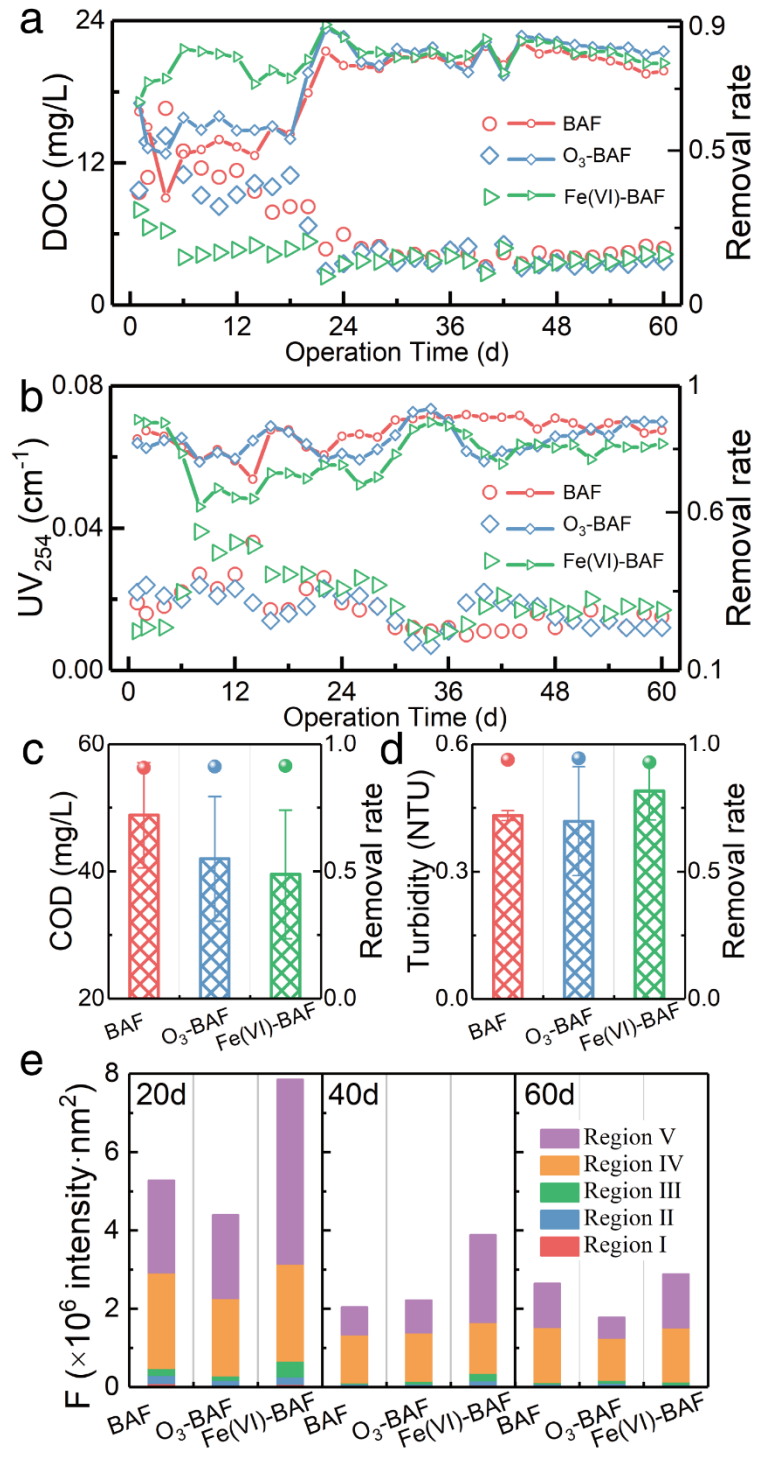 a
24
12
0
DOC (mg/L)
0.9
0.5
0
Removal rate
BAF
O₃-BAF
Fe(VI)-BAF
0 12 24 36 48 60
Operation Time (d)
b
0.08
0.04
0.00
UV₂₅₄ (cm⁻¹)
1
0.6
0.1
Removal rate
BAF
O₃-BAF
Fe(VI)-BAF
0 12 24 36 48 60
Operation Time (d)
c
60
40
20
COD (mg/L)
1.0
0.5
0.0
Removal rate
BAF O₃-BAF Fe(VI)-BAF
d
0.6
0.3
0.0
Turbidity (NTU)
1.0
0.5
0.0
Removal rate
BAF O₃-BAF Fe(VI)-BAF
e
8
6
4
2
0
F (×10⁶ intensity·nm²)
20d 40d 60d
Region V
Region IV
Region III
Region II
Region I
BAF O₃-BAF Fe(VI)-BAF BAF O₃-BAF Fe(VI)-BAF BAF O₃-BAF Fe(VI)-BAF